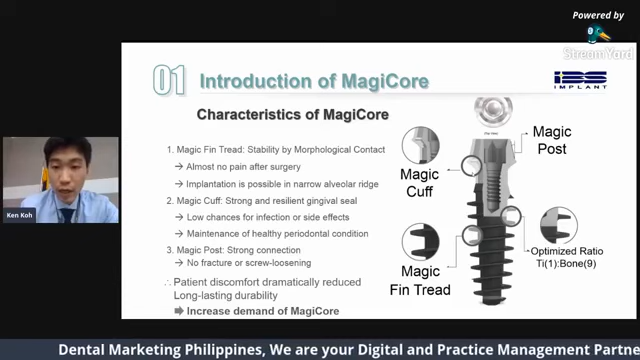 Powered by
StreamYard
01 Introduction of MagiCore
IBS
IMPLANT
Characteristics of MagiCore
1. Magic Fin Tread: Stability by Morphological Contact
→ Almost no pain after surgery
→ Implantation is possible in narrow alveolar ridge
2. Magic Cuff: Strong and resilient gingival seal
→ Low chances for infection or side effects
→ Maintenance of healthy periodontal condition
3. Magic Post: Strong connection
→ No fracture or screw-loosening
∴ Patient discomfort dramatically reduced
Long-lasting durability
➡ Increase demand of MagiCore
Magic
Post
Magic
Cuff
Optimized Ratio
Ti(1):Bone(9)
Magic
Fin Tread
Ken Koh
Dental Marketing Philippines, We are your Digital and Practice Management Partne